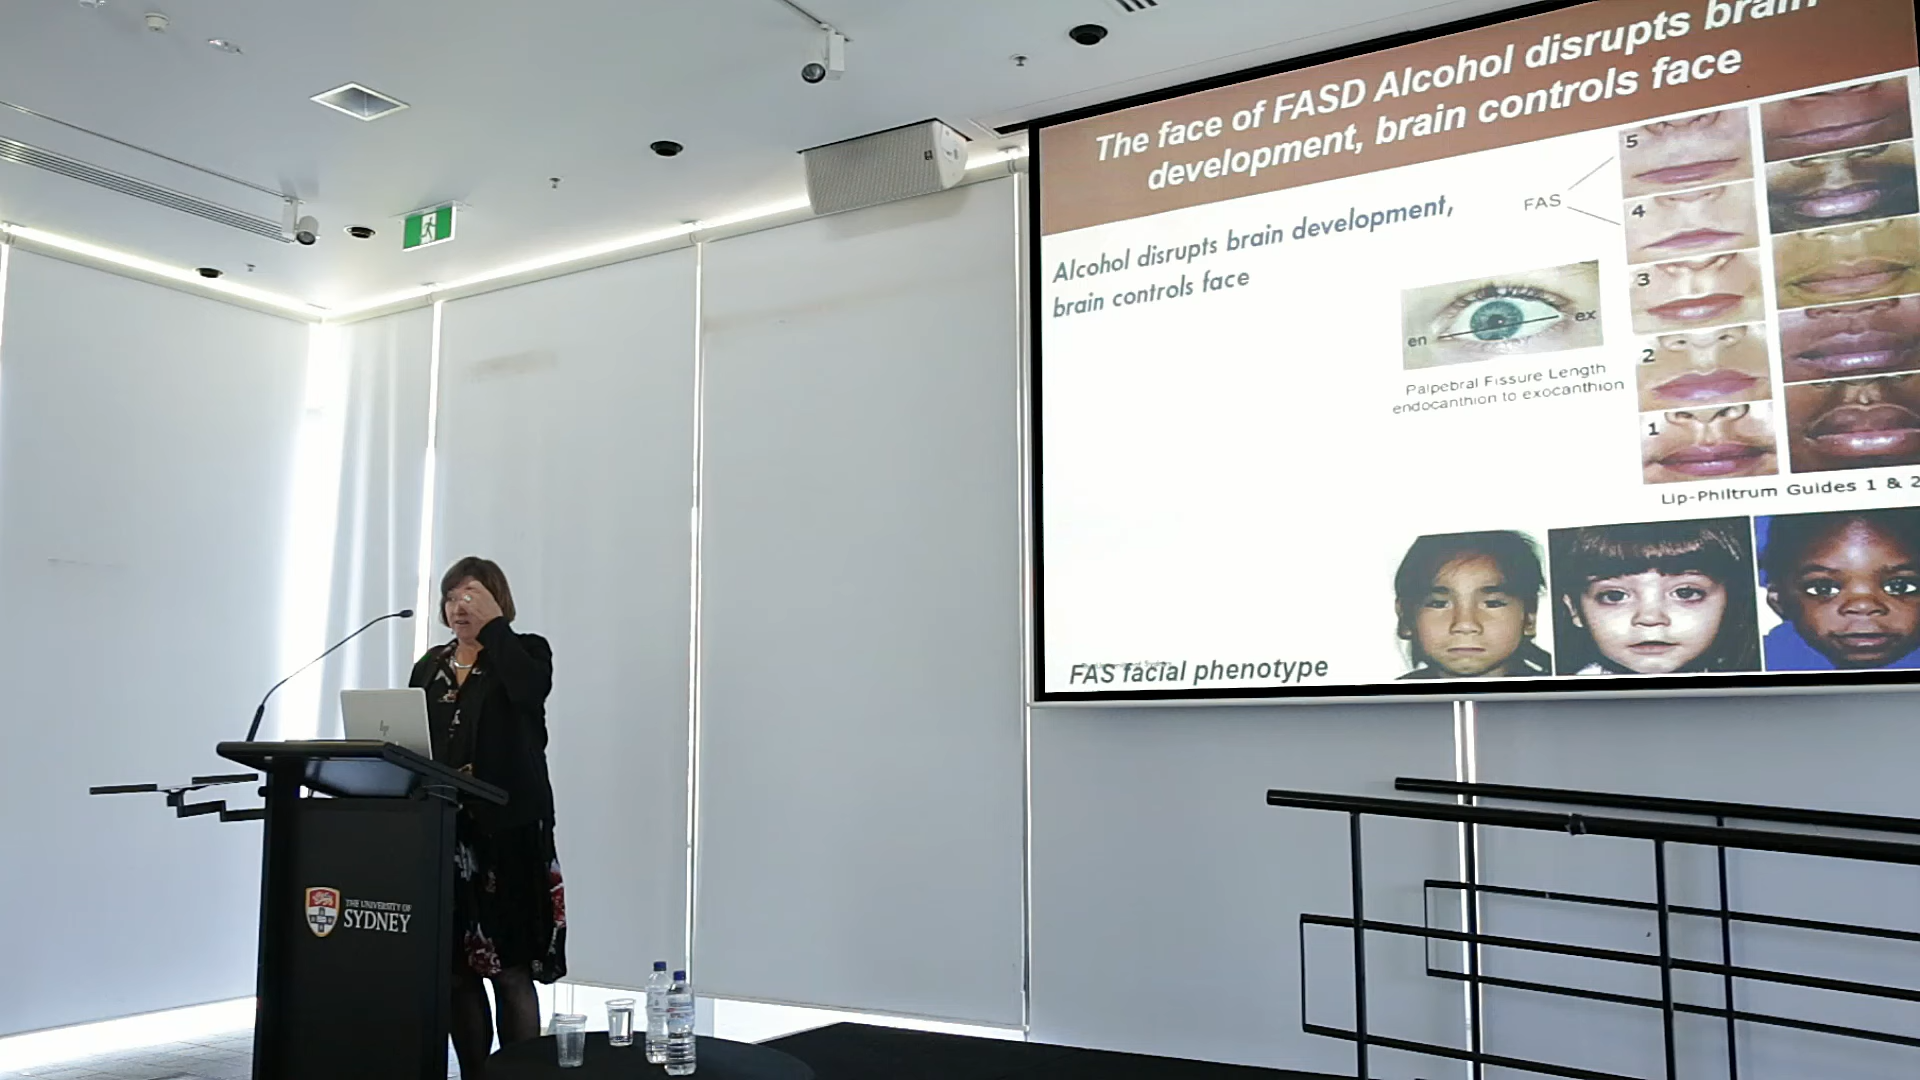 The face of FASD Alcohol disrupts brain
development, brain controls face
Alcohol disrupts brain development,
brain controls face
FAS
5
4
3
2
1
en
ex
Palpebral Fissure Length
endocanthion to exocanthion
Lip-Philtrum Guides 1 & 2
FAS facial phenotype
hp
THE UNIVERSITY OF
SYDNEY